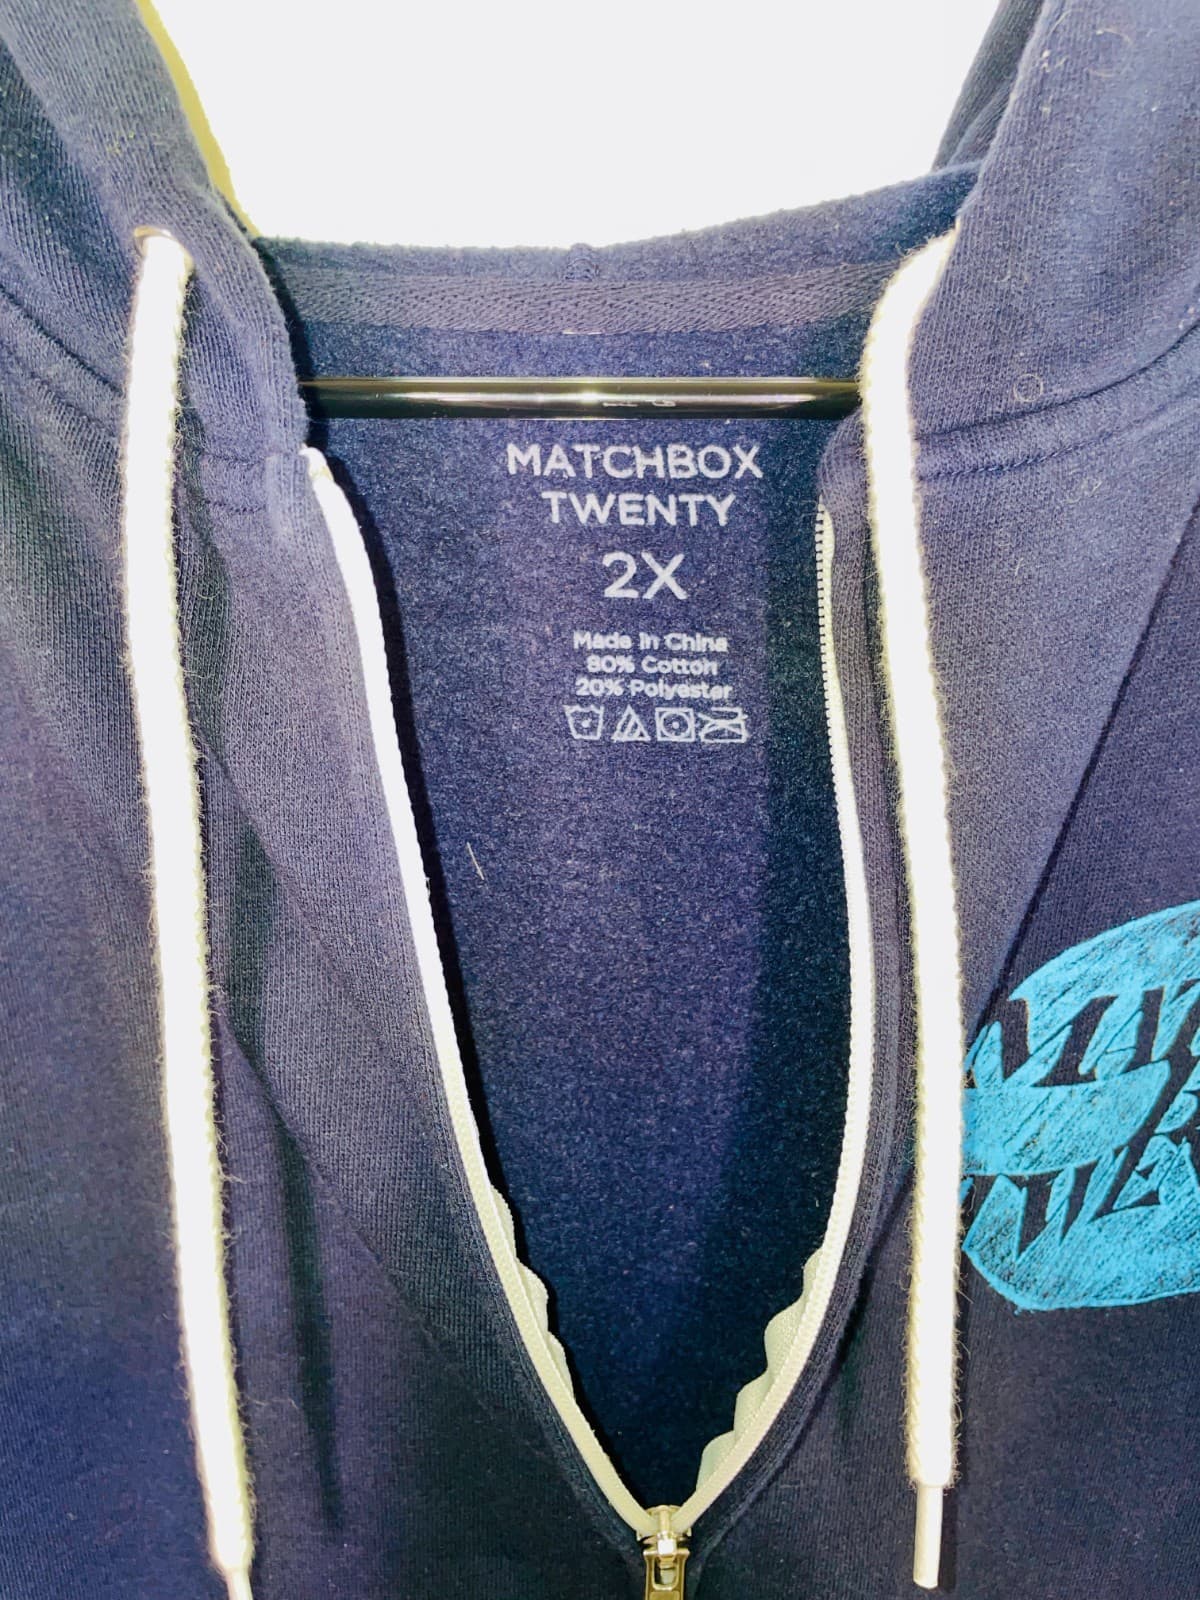 MATCHBOX
TWENTY
2X
Made in China
80% Cotton
20% Polyester